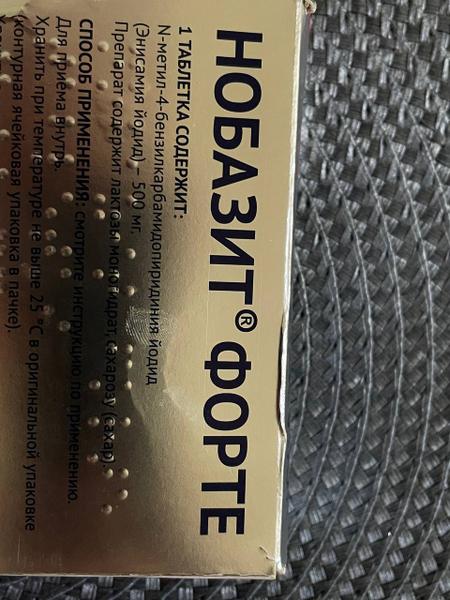 НОБАЗИТ® ФОРТЕ
1 ТАБЛЕТКА СОДЕРЖИТ:
N-метил-4-бензилкарбамидопиридиния йодид
(Энисамия йодид) – 500 мг.
Препарат содержит лактозы моногидрат, сахарозу (сахар).
СПОСОБ ПРИМЕНЕНИЯ: смотрите инструкцию по применению.
Для приема внутрь.
Хранить при температуре не выше 25 °С в оригинальной упаковке
(контурная ячейковая упаковка в пачке).